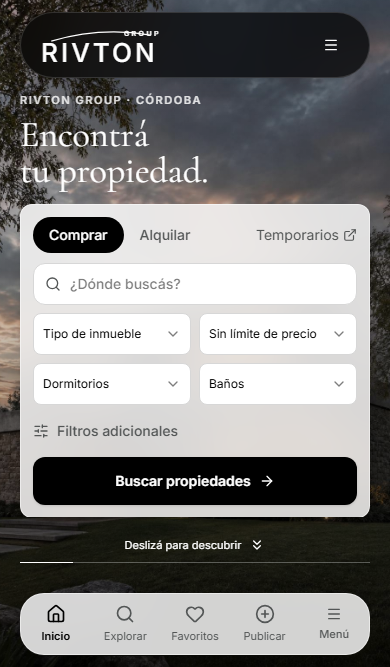 GROUP
RIVTON
RIVTON GROUP · CÓRDOBA
Encontrá
tu propiedad.
Comprar Alquilar Temporarios
¿Dónde buscás?
Tipo de inmueble Sin límite de precio
Dormitorios Baños
Filtros adicionales
Buscar propiedades
Deslizá para descubrir
Inicio Explorar Favoritos Publicar Menú